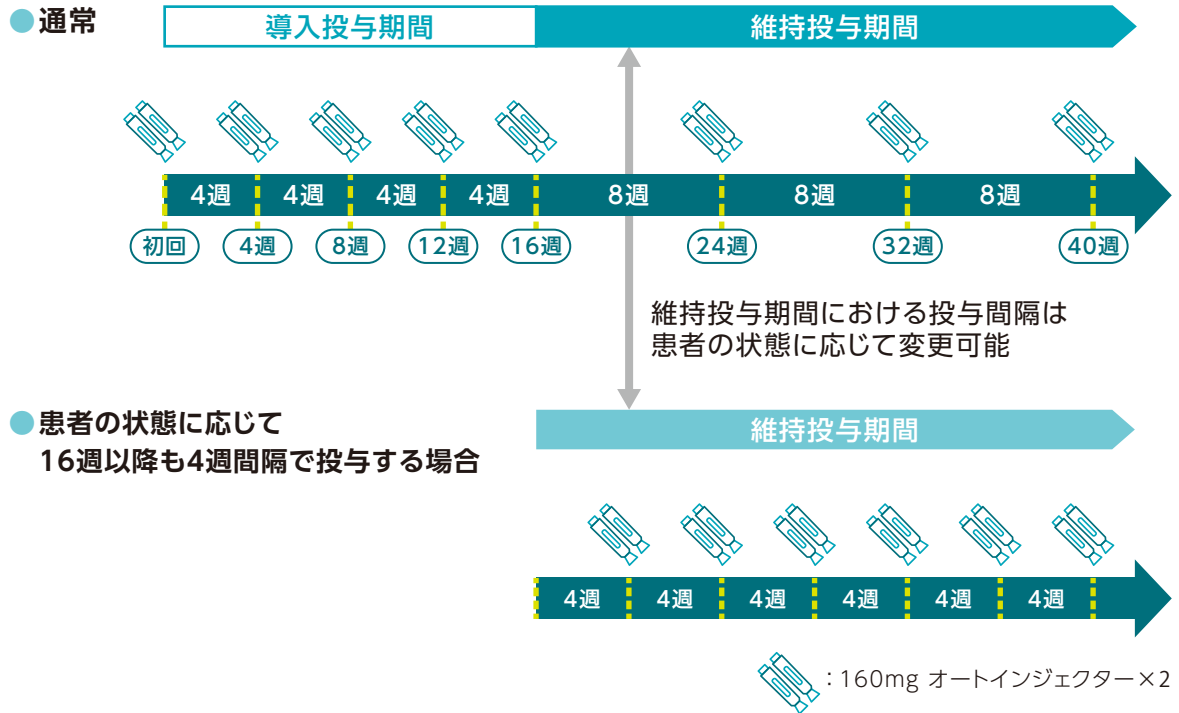 ●通常
導入投与期間
維持投与期間
4週 4週 4週 4週 8週 8週 8週
初回 4週 8週 12週 16週 24週 32週 40週
維持投与期間における投与間隔は
患者の状態に応じて変更可能
●患者の状態に応じて
16週以降も4週間隔で投与する場合
維持投与期間
4週 4週 4週 4週 4週 4週
：160mg オートインジェクター×2